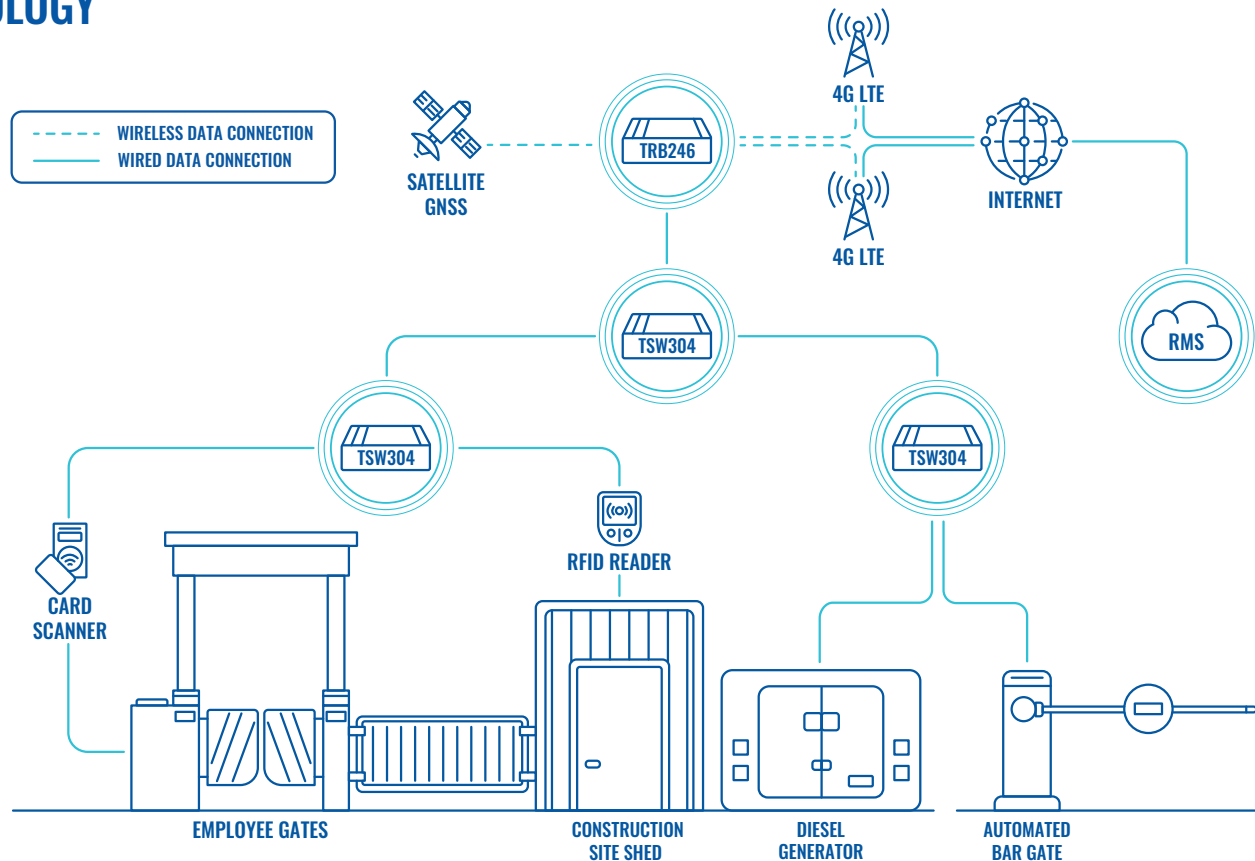 WIRELESS DATA CONNECTION
WIRED DATA CONNECTION
SATELLITE
GNSS
TRB246
4G LTE
4G LTE
INTERNET
RMS
TSW304
TSW304
TSW304
CARD
SCANNER
RFID READER
EMPLOYEE GATES
CONSTRUCTION
SITE SHED
DIESEL
GENERATOR
AUTOMATED
BAR GATE